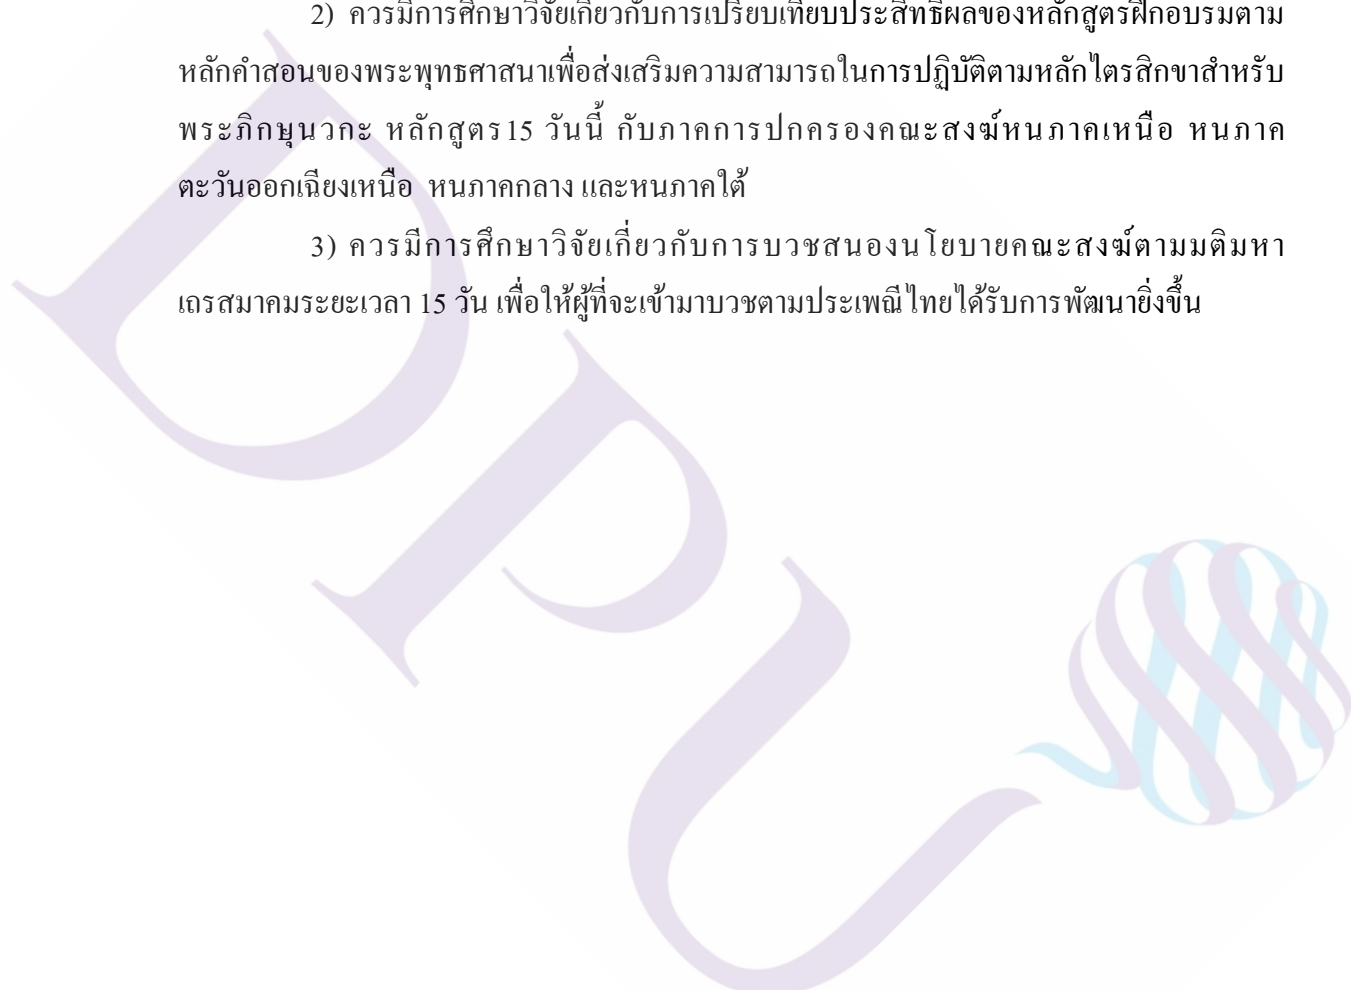 2) ควรมีการศึกษาวิจัยเกี่ยวกับการเปรียบเทียบประสิทธิผลของหลักสูตรฝึกอบรมตาม
หลักคำสอนของพระพุทธศาสนาเพื่อส่งเสริมความสามารถในการปฏิบัติตามหลักไตรสิกขาสำหรับ
พระภิกษุนวกะ หลักสูตร15 วันนี้ กับภาคการปกครองคณะสงฆ์หนภาคเหนือ หนภาค
ตะวันออกเฉียงเหนือ หนภาคกลาง และหนภาคใต้
3) ควรมีการศึกษาวิจัยเกี่ยวกับการบวชสนองนโยบายคณะสงฆ์ตามมติมหา
เถรสมาคมระยะเวลา 15 วัน เพื่อให้ผู้ที่จะเข้ามาบวชตามประเพณีไทยได้รับการพัฒนายิ่งขึ้น
DPU